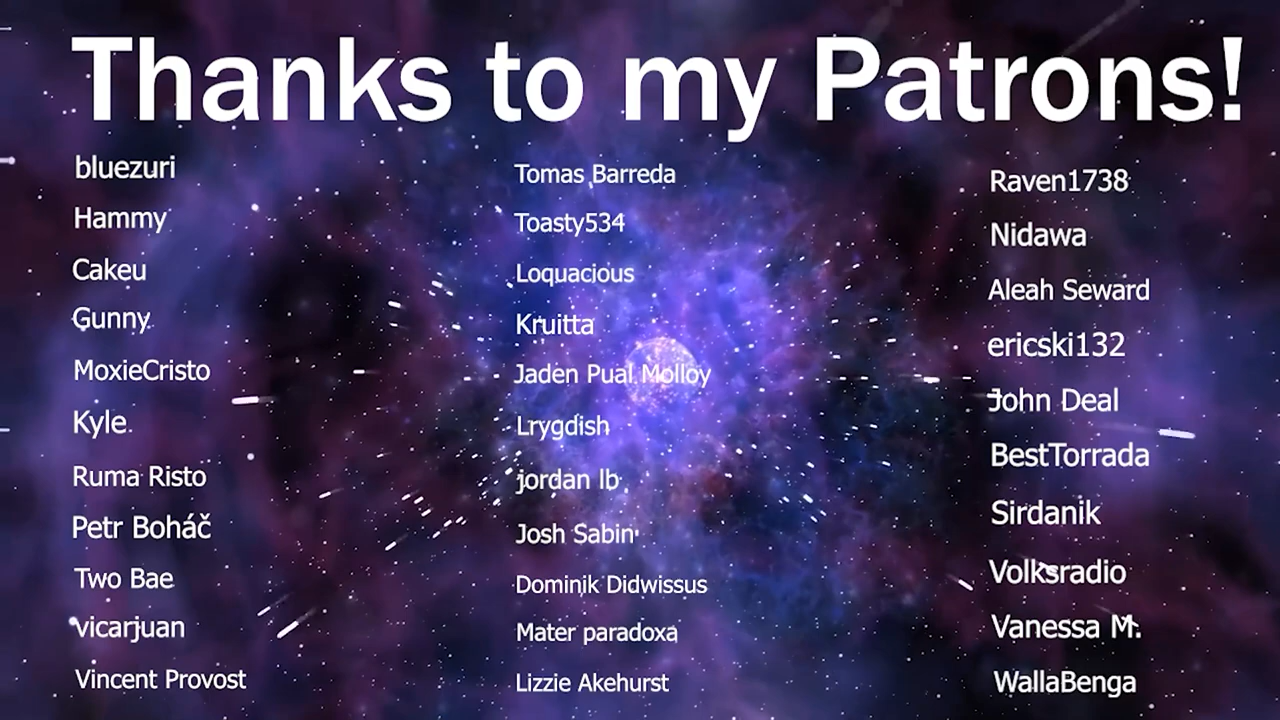 Thanks to my Patrons!
bluezuri
Hammy
Cakeu
Gunny
MoxieCristo
Kyle
Ruma Risto
Petr Boháč
Two Bae
vicarjuan
Vincent Provost
Tomas Barreda
Toasty534
Loquacious
Kruitta
Jaden Pual Molloy
Lrygdish
jordan lb
Josh Sabin
Dominik Didwissus
Mater paradoxa
Lizzie Akehurst
Raven1738
Nidawa
Aleah Seward
ericski132
John Deal
BestTorrada
Sirdanik
Volksradio
Vanessa M.
WallaBenga